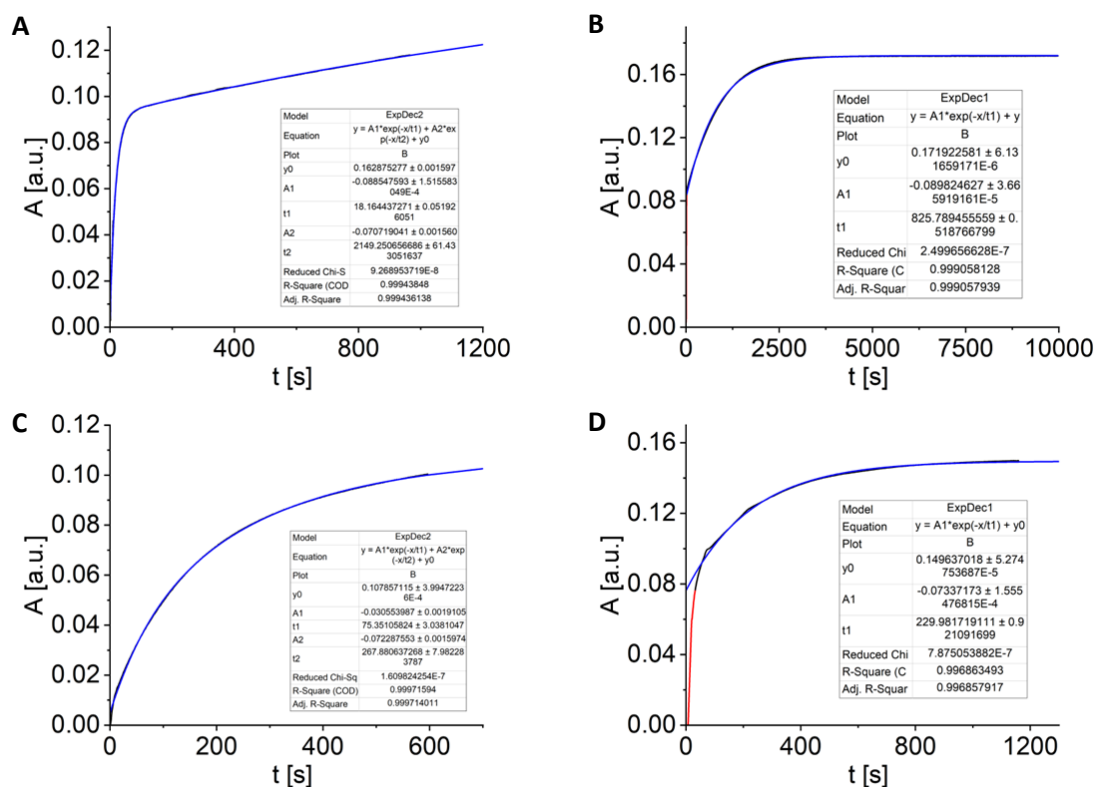 A
A [a.u.]
0.12
0.10
0.08
0.06
0.04
0.02
0.00
Model ExpDec2
Equation y = A1*exp(-x/t1) + A2*ex
p(-x/t2) + y0
Plot B
y0 0.162875277 ± 0.001597
A1 -0.088547593 ± 1.515583
049E-4
t1 18.164437271 ± 0.05192
6051
A2 -0.070719041 ± 0.001560
t2 2149.250656686 ± 61.43
3051637
Reduced Chi-S 9.268953719E-8
R-Square (COD 0.99943848
Adj. R-Square 0.999436138
0 400 800 1200
t [s]
B
A [a.u.]
0.16
0.12
0.08
0.04
0.00
Model ExpDec1
Equation y = A1*exp(-x/t1) + y
Plot B
y0 0.171922581 ± 6.13
1659171E-6
A1 -0.089824627 ± 3.66
5919161E-5
t1 825.789455559 ± 0.
518766799
Reduced Chi 2.499656628E-7
R-Square (C 0.999058128
Adj. R-Squar 0.999057939
0 2500 5000 7500 10000
t [s]
C
A [a.u.]
0.12
0.10
0.08
0.06
0.04
0.02
0.00
Model ExpDec2
Equation y = A1*exp(-x/t1) + A2*exp
(-x/t2) + y0
Plot B
y0 0.107857115 ± 3.9947223
6E-4
A1 -0.030553987 ± 0.0019105
t1 75.35105824 ± 3.0381047
A2 -0.072287553 ± 0.0015974
t2 267.880637268 ± 7.98228
3787
Reduced Chi-Sq 1.609824254E-7
R-Square (COD) 0.99971594
Adj. R-Square 0.999714011
0 200 400 600
t [s]
D
A [a.u.]
0.16
0.12
0.08
0.04
0.00
Model ExpDec1
Equation y = A1*exp(-x/t1) + y0
Plot B
y0 0.149637018 ± 5.274
753687E-5
A1 -0.07337173 ± 1.555
476815E-4
t1 229.981719111 ± 0.9
21091699
Reduced Chi 7.875053882E-7
R-Square (C 0.996863493
Adj. R-Squar 0.996857917
0 400 800 1200
t [s]